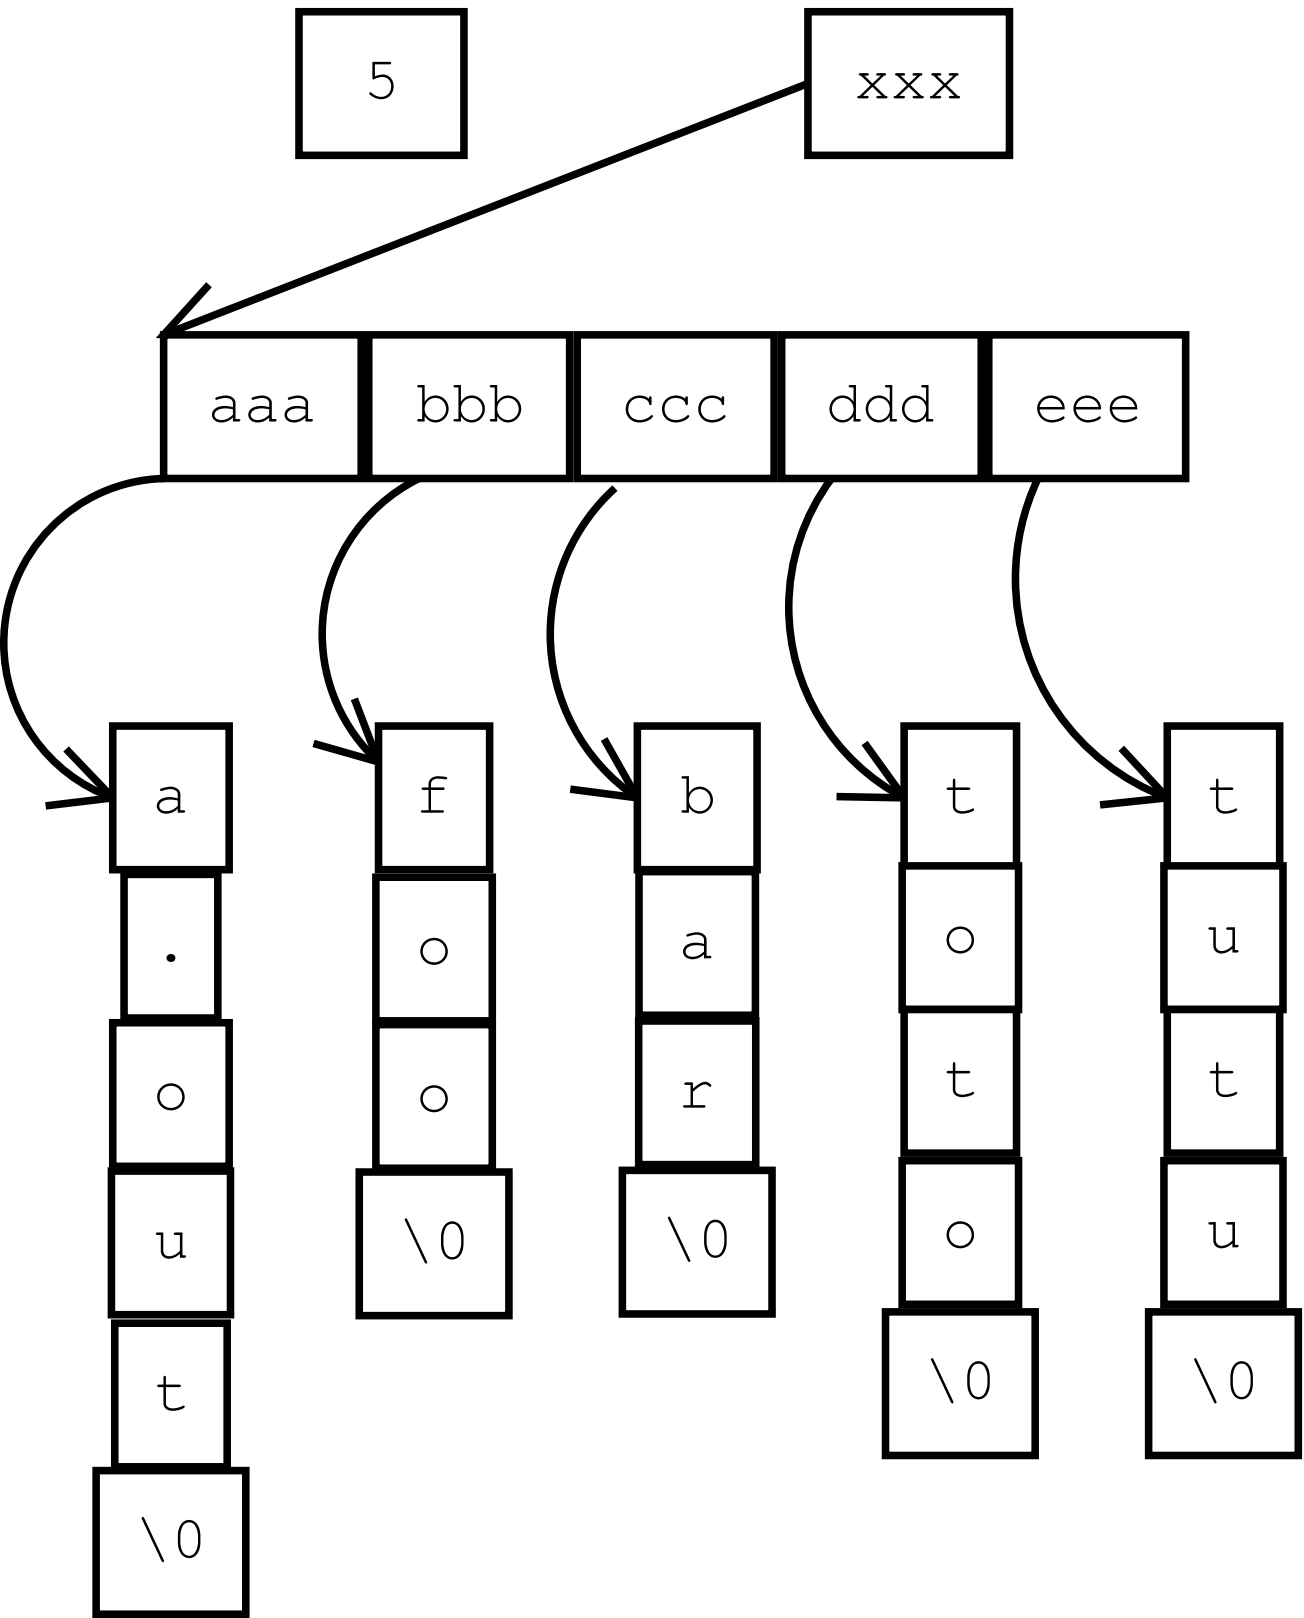 5 xxx
aaa bbb ccc ddd eee
a f b t t
. o a o u
o o r t t
u \0 \0 o u
t \0 \0
\0